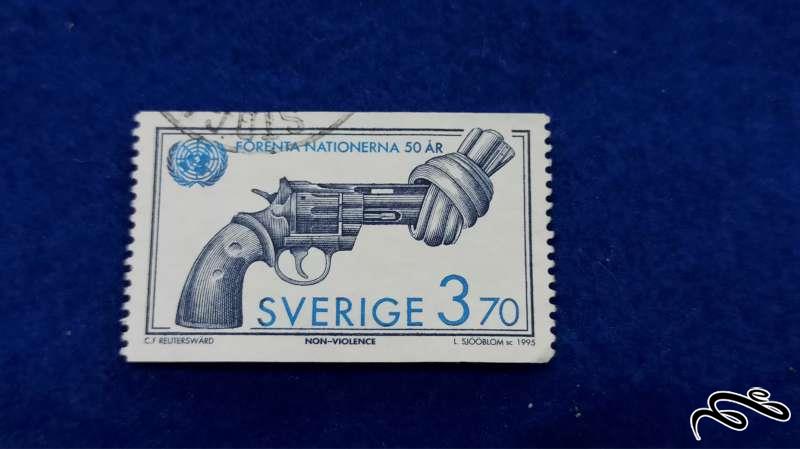 FÖRENTA NATIONERNA 50 ÅR
SVERIGE 3 70
C.F REUTERSWÄRD NON–VIOLENCE L. SJÖÖBLOM sc 1995